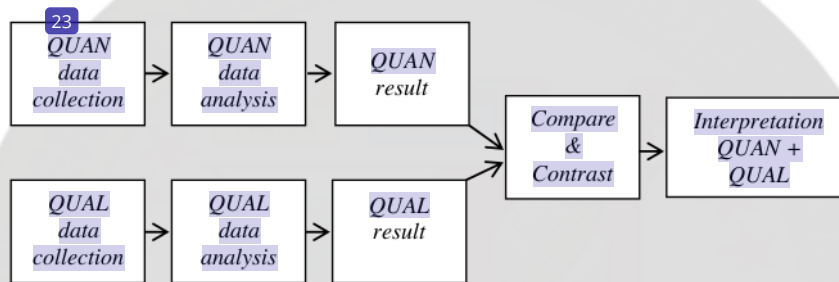 23
QUAN
data
collection
QUAN
data
analysis
QUAN
result
Compare
&
Contrast
Interpretation
QUAN +
QUAL
QUAL
data
collection
QUAL
data
analysis
QUAL
result